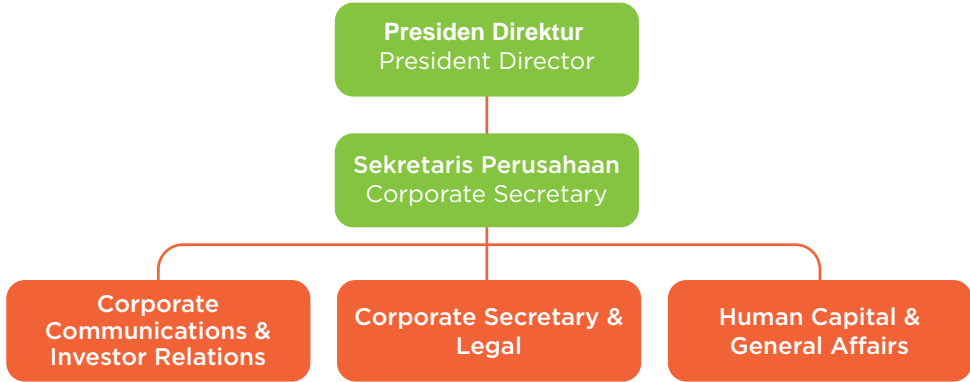 Presiden Direktur
President Director
Sekretaris Perusahaan
Corporate Secretary
Corporate
Communications &
Investor Relations
Corporate Secretary &
Legal
Human Capital &
General Affairs